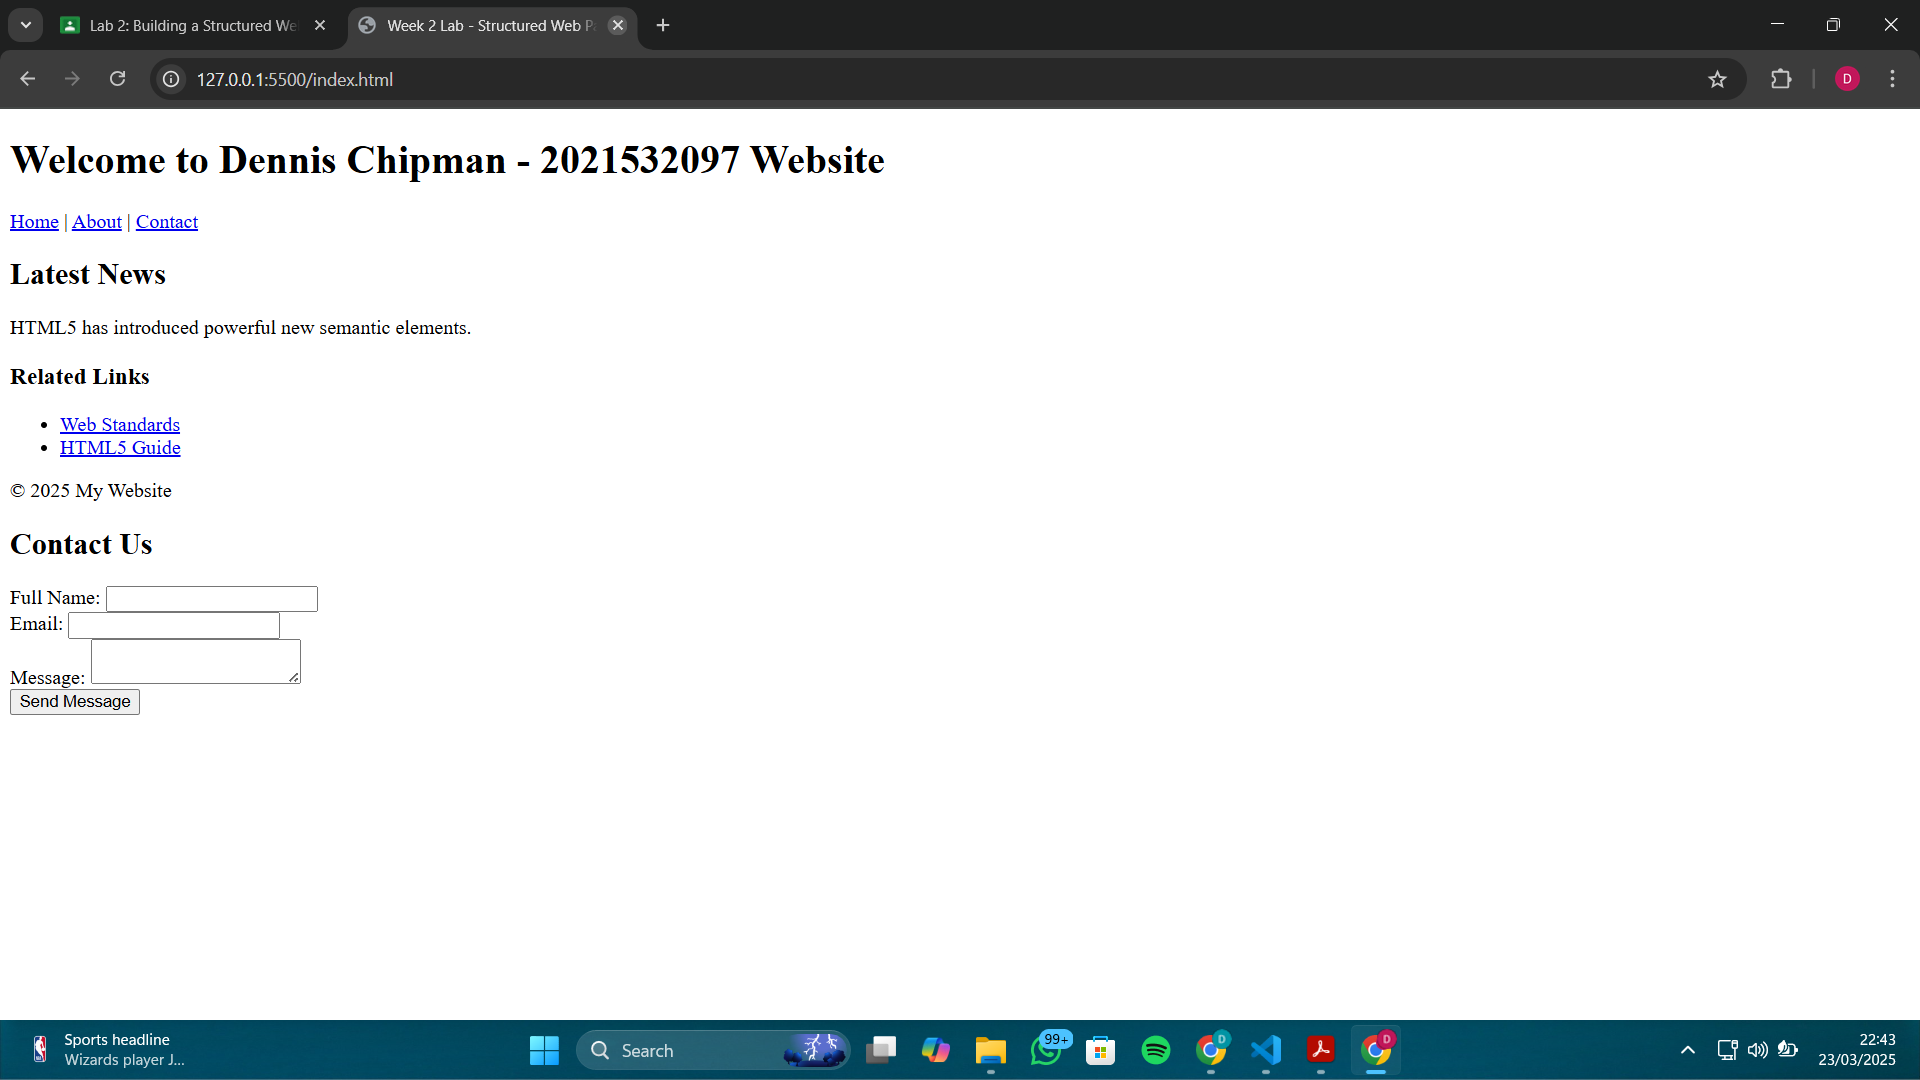 Lab 2: Building a Structured We
Week 2 Lab - Structured Web P
127.0.0.1:5500/index.html
D
Welcome to Dennis Chipman - 2021532097 Website
Home | About | Contact
Latest News
HTML5 has introduced powerful new semantic elements.
Related Links
• Web Standards
• HTML5 Guide
© 2025 My Website
Contact Us
Full Name:
Email:
Message:
Send Message
Sports headline
Wizards player J...
Search
99+
D
D
22:43
23/03/2025